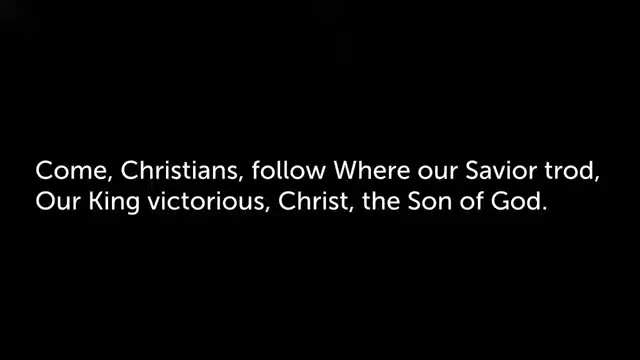 Come, Christians, follow Where our Savior trod,
Our King victorious, Christ, the Son of God.